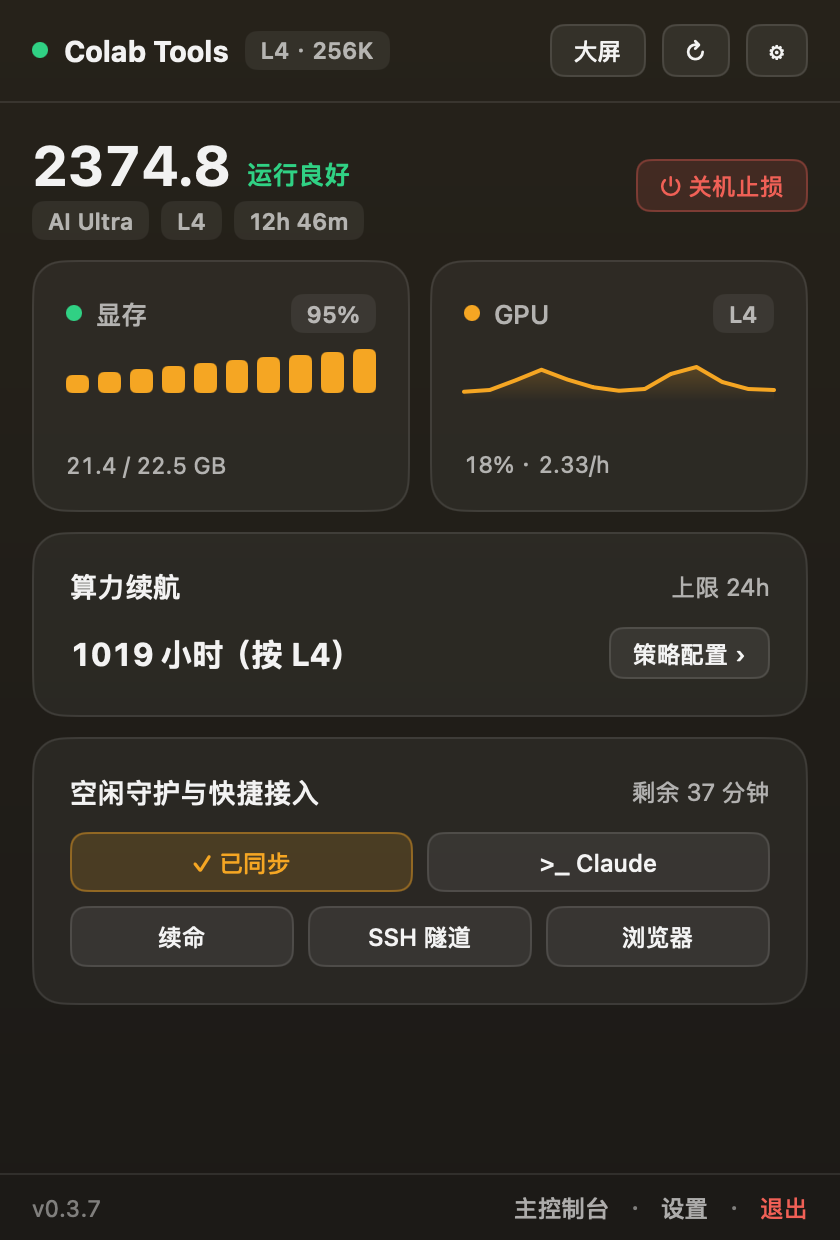 Colab Tools L4 · 256K 大屏 ↻ ⚙
2374.8 运行良好
AI Ultra L4 12h 46m
⏻ 关机止损
显存 95%
21.4 / 22.5 GB
GPU L4
18% · 2.33/h
算力续航 上限 24h
1019 小时（按 L4） 策略配置 ›
空闲守护与快捷接入 剩余 37 分钟
✓ 已同步 >_ Claude
续命 SSH 隧道 浏览器
v0.3.7 主控制台 · 设置 · 退出